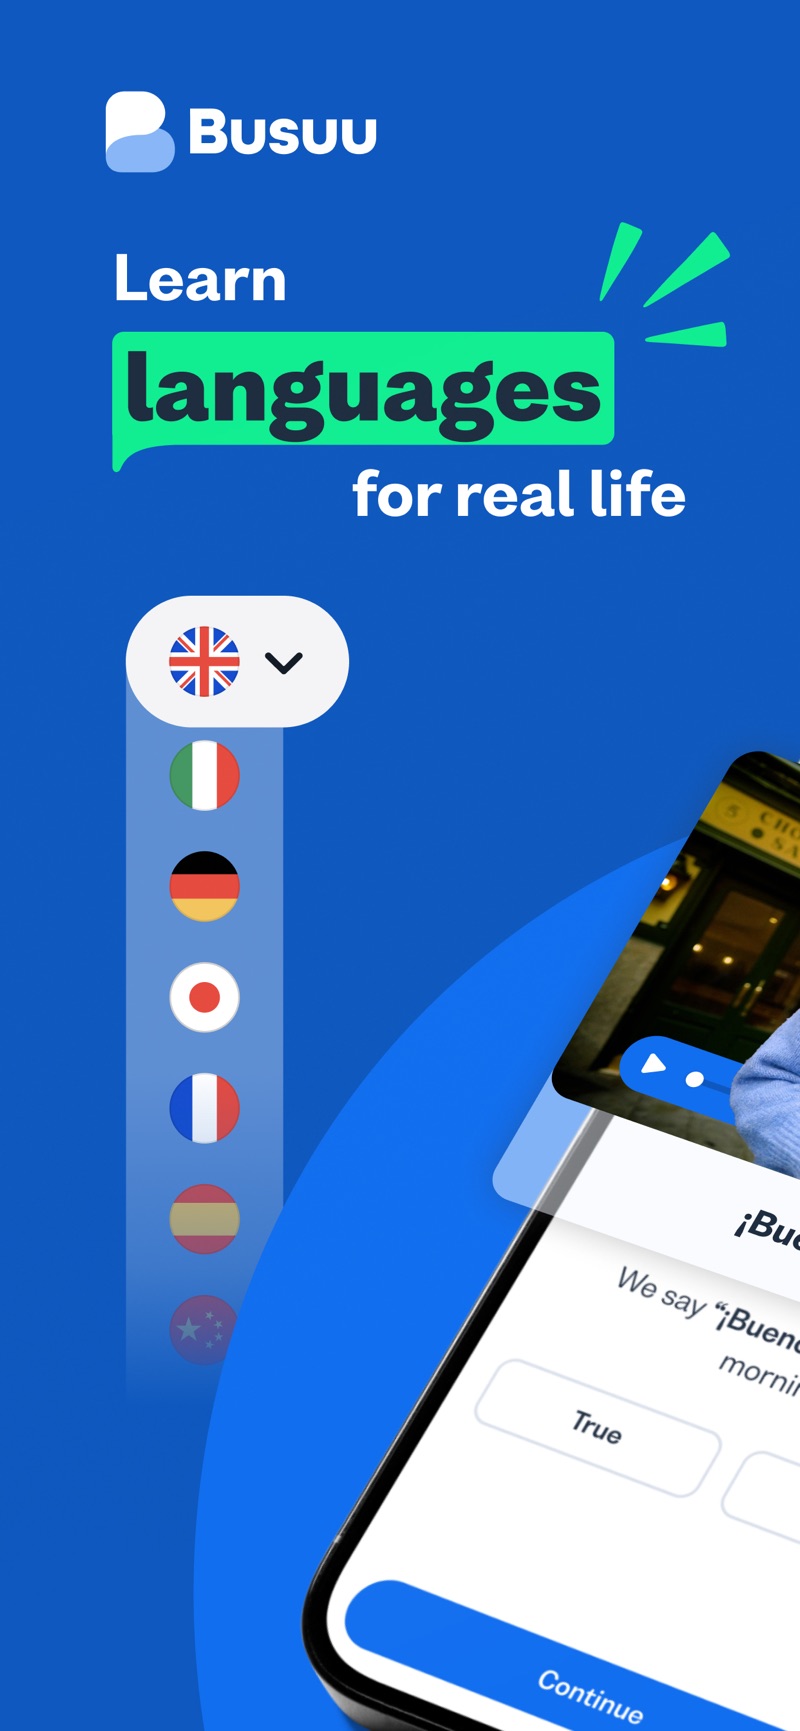 Busuu
Learn
languages
for real life
We say
True
Continue